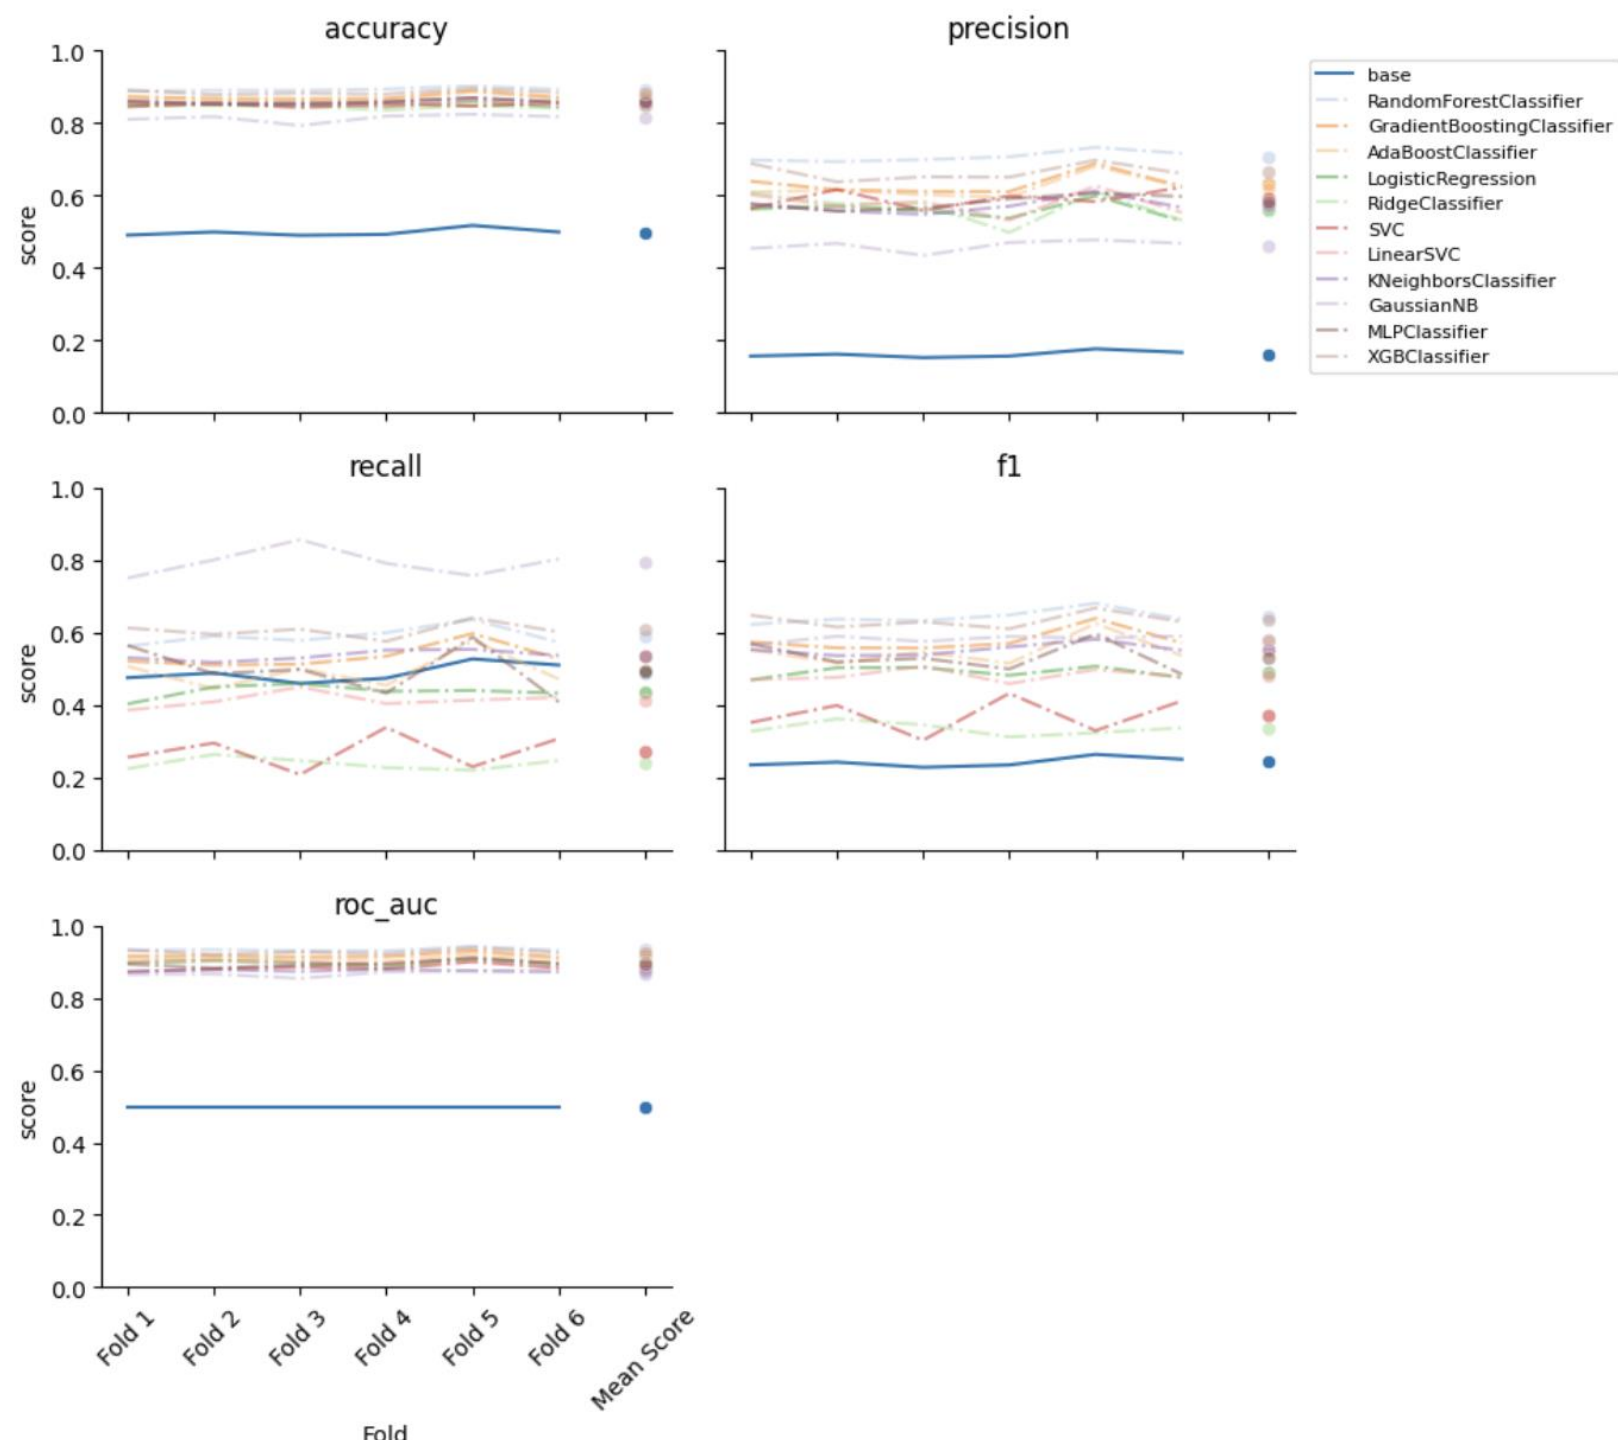 accuracy
1.0
0.8
0.6
0.4
0.2
0.0
score
precision
base
RandomForestClassifier
GradientBoostingClassifier
AdaBoostClassifier
LogisticRegression
RidgeClassifier
SVC
LinearSVC
KNeighborsClassifier
GaussianNB
MLPClassifier
XGBClassifier
recall
1.0
0.8
0.6
0.4
0.2
0.0
score
f1
roc_auc
1.0
0.8
0.6
0.4
0.2
0.0
score
Fold 1
Fold 2
Fold 3
Fold 4
Fold 5
Fold 6
Mean Score
Fold